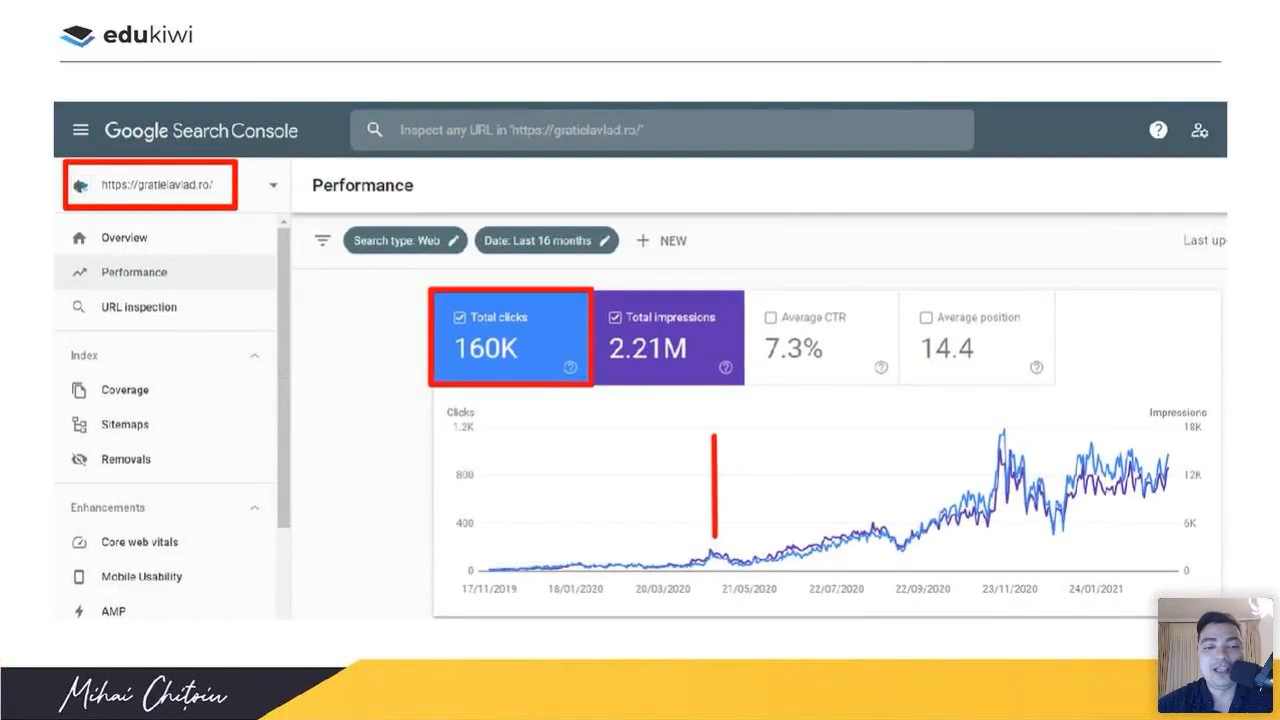 edukiwi
Google Search Console
Inspect any URL in 'https://gratielavlad.ro/'
https://gratielavlad.ro/
Performance
Overview
Performance
URL inspection
Index
Coverage
Sitemaps
Removals
Enhancements
Core web vitals
Mobile Usability
AMP
Search type: Web
Date: Last 16 months
NEW
Last up
Total clicks
160K
Total impressions
2.21M
Average CTR
7.3%
Average position
14.4
Clicks
Impressions
1.2K
800
400
0
18K
12K
6K
0
17/11/2019
18/01/2020
20/03/2020
21/05/2020
22/07/2020
22/09/2020
23/11/2020
24/01/2021
Mihai Chițoiu